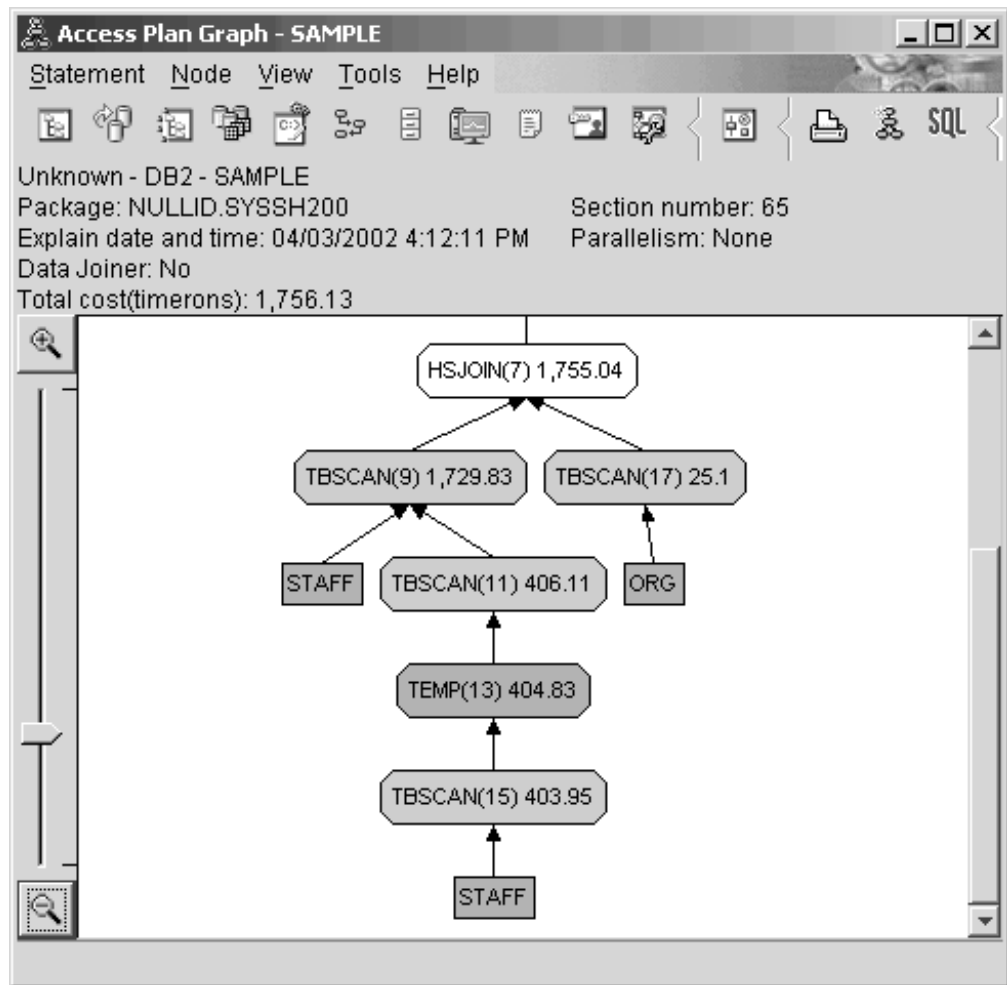 Access Plan Graph - SAMPLE
Statement Node View Tools Help
SQL
Unknown - DB2 - SAMPLE
Package: NULLID.SYSSH200 Section number: 65
Explain date and time: 04/03/2002 4:12:11 PM Parallelism: None
Data Joiner: No
Total cost(timerons): 1,756.13
HSJOIN(7) 1,755.04
TBSCAN(9) 1,729.83 TBSCAN(17) 25.1
STAFF TBSCAN(11) 406.11 ORG
TEMP(13) 404.83
TBSCAN(15) 403.95
STAFF